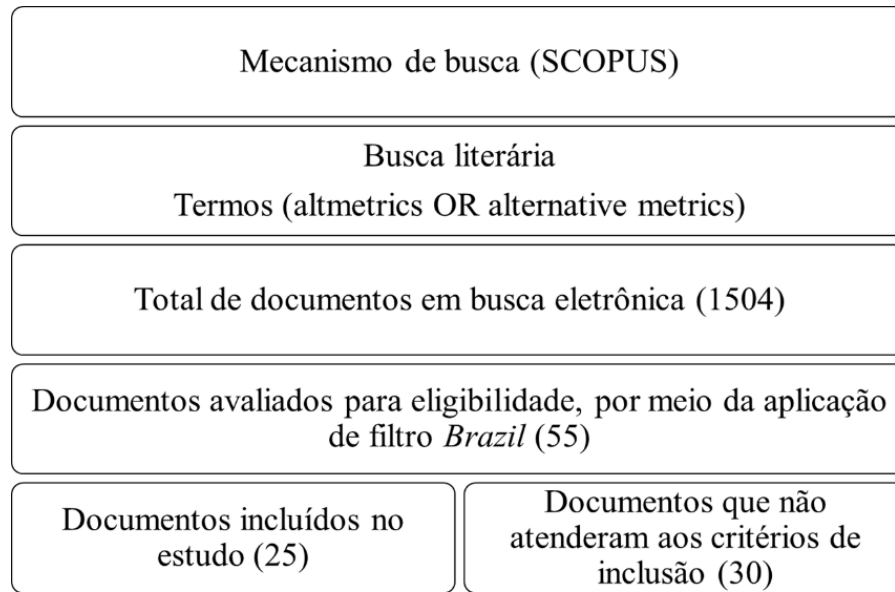 Mecanismo de busca (SCOPUS)
Busca literária
Termos (altmetrics OR alternative metrics)
Total de documentos em busca eletrônica (1504)
Documentos avaliados para eligibilidade, por meio da aplicação
de filtro Brazil (55)
Documentos incluídos no
estudo (25)
Documentos que não
atenderam aos critérios de
inclusão (30)